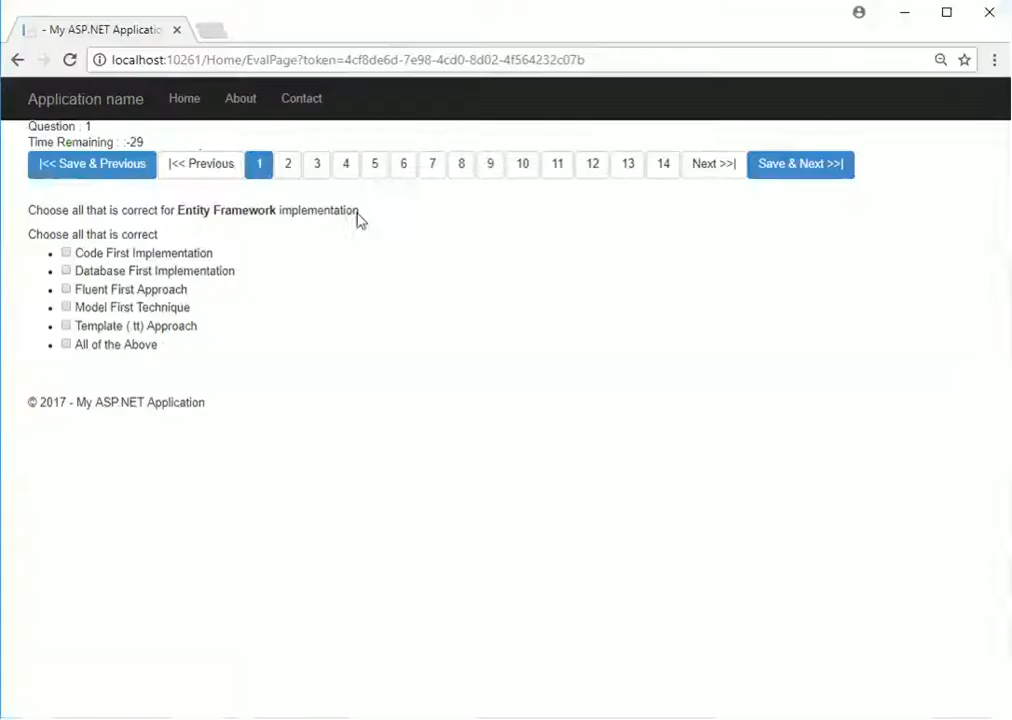 - My ASP.NET Applicatio
localhost:10261/Home/EvalPage?token=4cf8de6d-7e98-4cd0-8d02-4f564232c07b
Application name Home About Contact
Question : 1
Time Remaining : :-29
|<< Save & Previous |<< Previous 1 2 3 4 5 6 7 8 9 10 11 12 13 14 Next >>| Save & Next >>|
Choose all that is correct for Entity Framework implementation
Choose all that is correct
Code First Implementation
Database First Implementation
Fluent First Approach
Model First Technique
Template (.tt) Approach
All of the Above
© 2017 - My ASP.NET Application